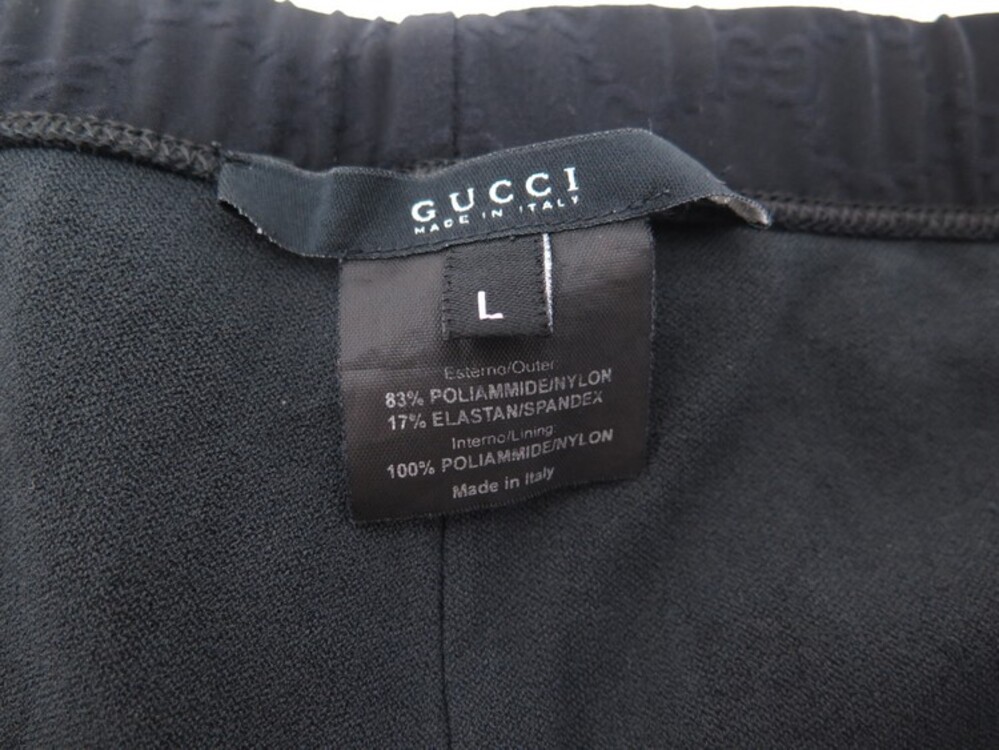 GUCCI
MADE IN ITALY
L
Esterno/Outer
83% POLIAMMIDE/NYLON
17% ELASTAN/SPANDEX
Interno/Lining:
100% POLIAMMIDE/NYLON
Made in Italy